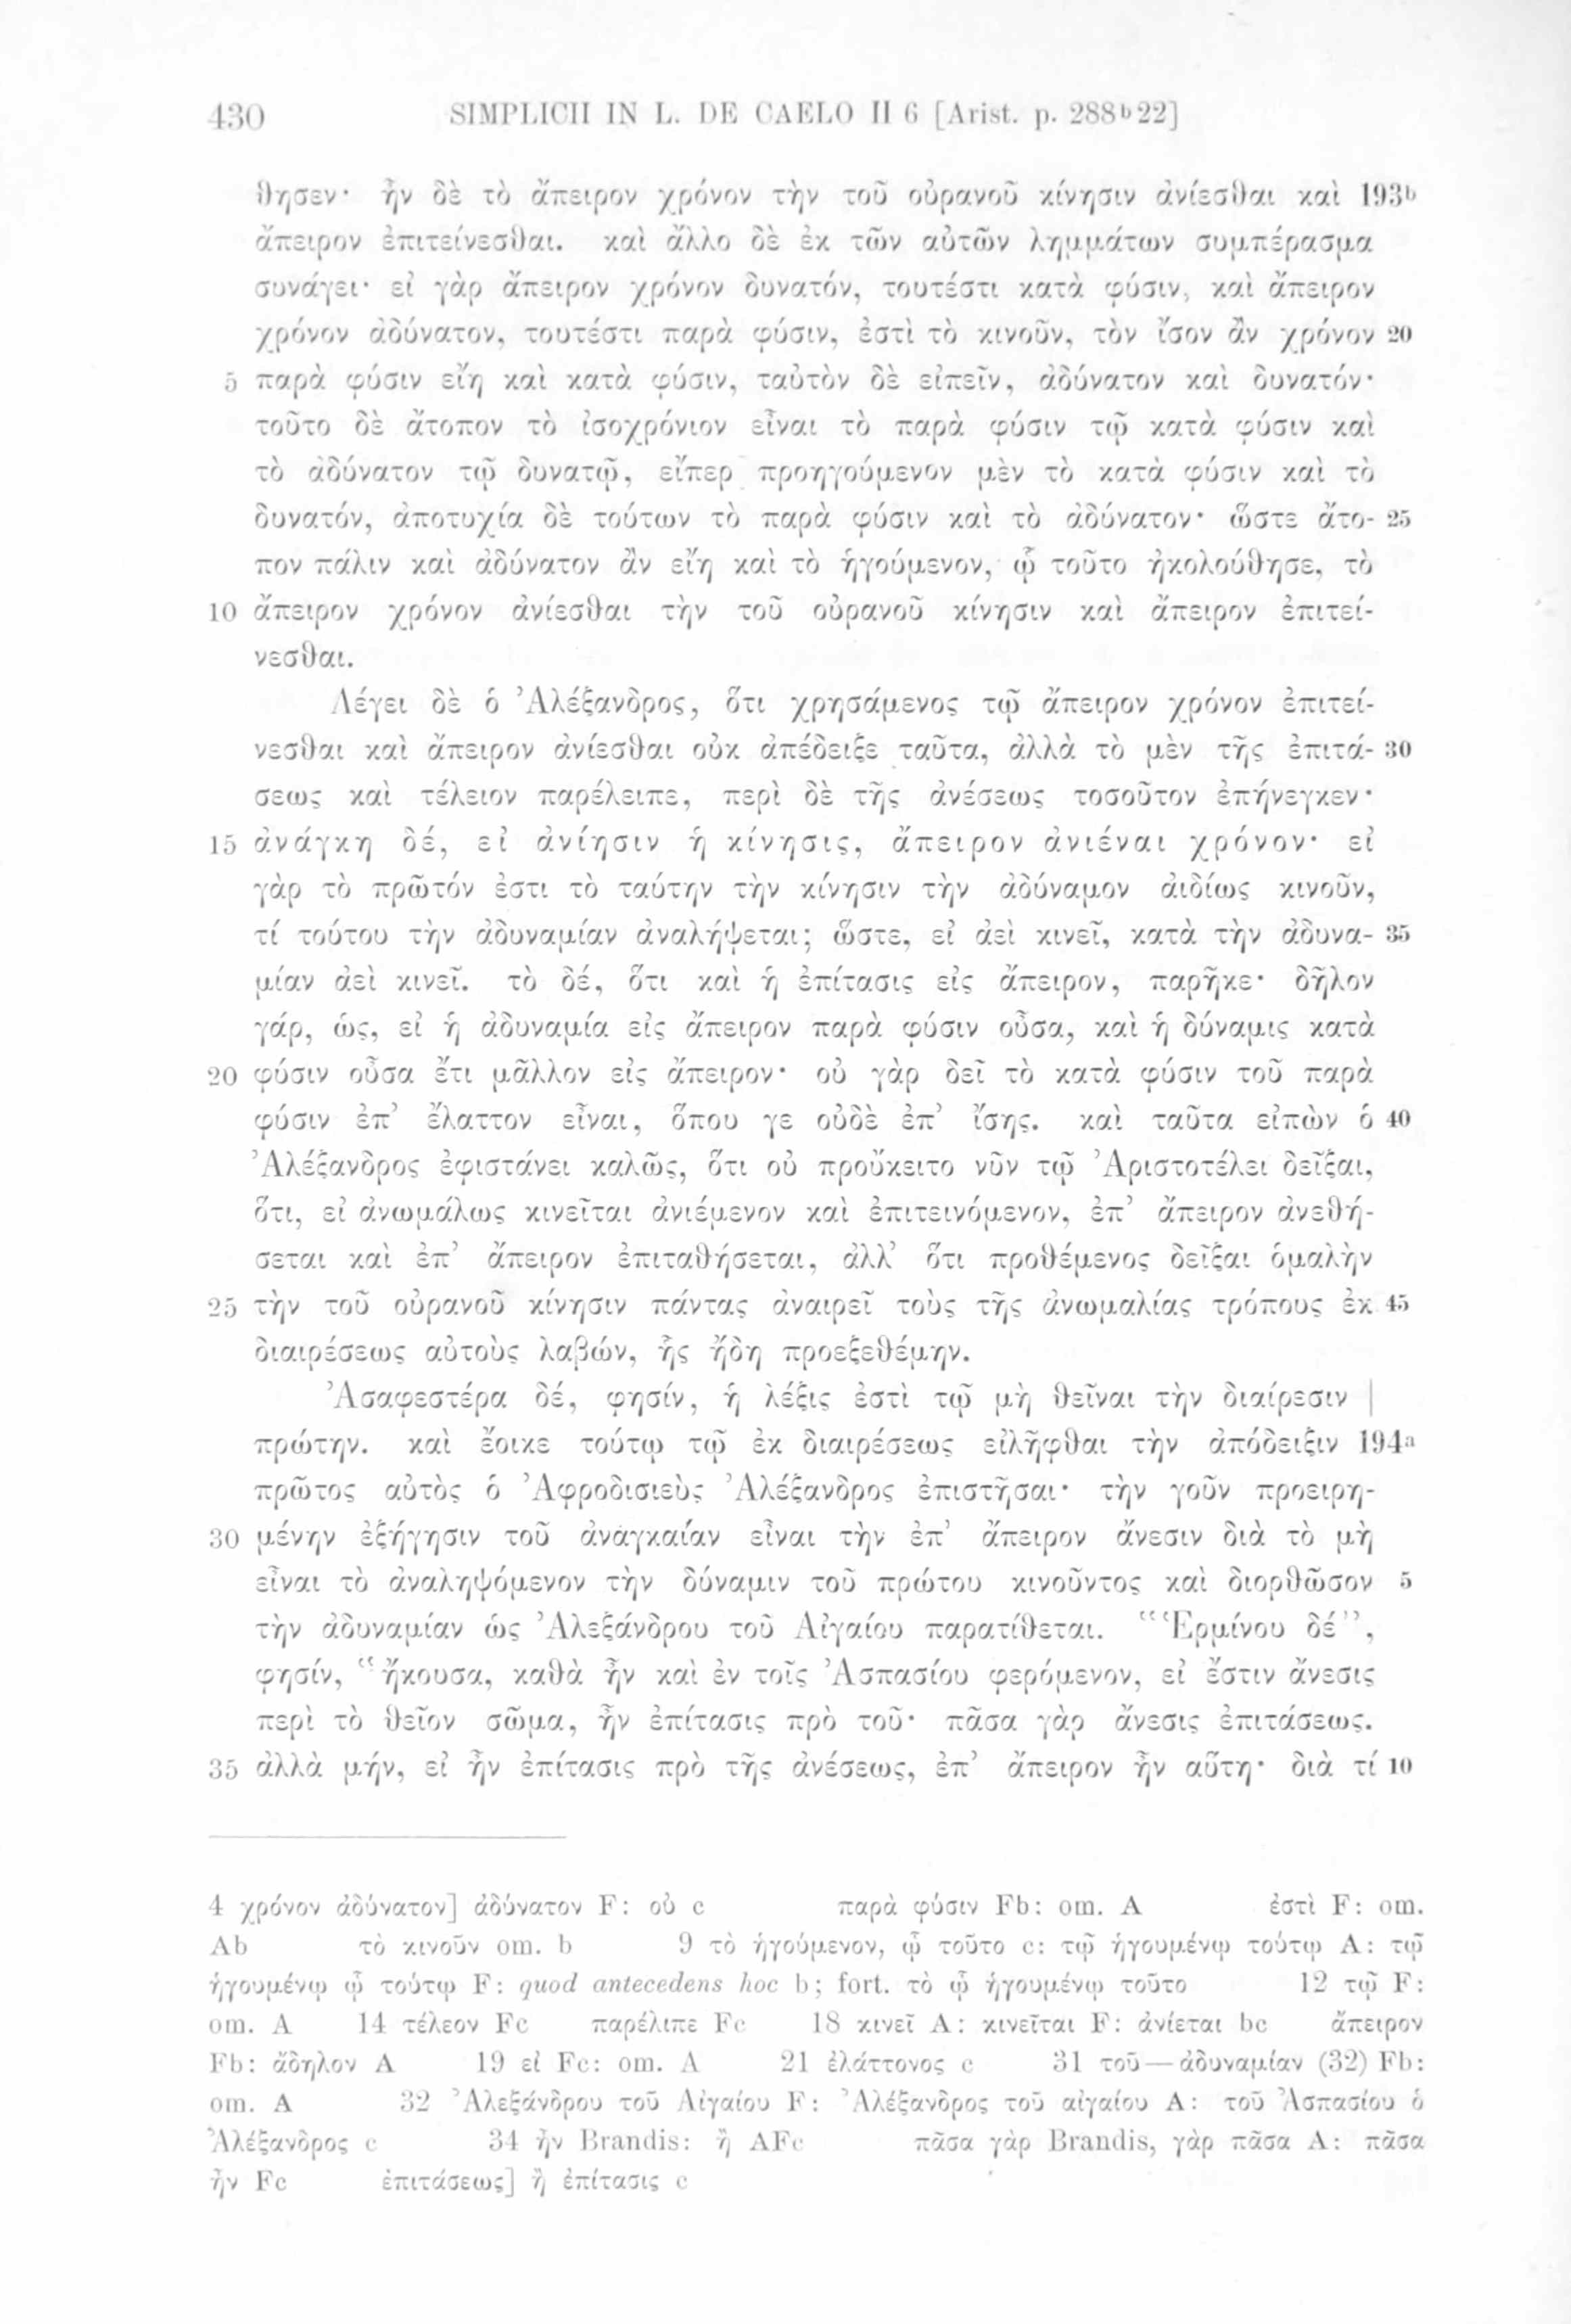 430 SIMPLICII IN L. DE CAELO II 6 [Arist. p. 288ᵇ22]
θησεν· ἦν δὲ τὸ ἄπειρον χρόνον τὴν τοῦ οὐρανοῦ κίνησιν ἀνίεσθαι καὶ 193ᵇ
ἄπειρον ἐπιτείνεσθαι. καὶ ἄλλο δὲ ἐκ τῶν αὐτῶν λημμάτων συμπέρασμα
συνάγει· εἰ γὰρ ἄπειρον χρόνον δυνατόν, τουτέστι κατὰ φύσιν, καὶ ἄπειρον
χρόνον ἀδύνατον, τουτέστι παρὰ φύσιν, ἐστὶ τὸ κινοῦν, τὸν ἴσον ἂν χρόνον 20
5 παρὰ φύσιν εἴη καὶ κατὰ φύσιν, ταὐτὸν δὲ εἰπεῖν, ἀδύνατον καὶ δυνατόν·
τοῦτο δὲ ἄτοπον τὸ ἰσοχρόνιον εἶναι τὸ παρὰ φύσιν τῷ κατὰ φύσιν καὶ
τὸ ἀδύνατον τῷ δυνατῷ, εἴπερ προηγούμενον μὲν τὸ κατὰ φύσιν καὶ τὸ
δυνατόν, ἀποτυχία δὲ τούτων τὸ παρὰ φύσιν καὶ τὸ ἀδύνατον· ὥστε ἄτο- 25
πον πάλιν καὶ ἀδύνατον ἂν εἴη καὶ τὸ ἡγούμενον, ᾧ τοῦτο ἠκολούθησε, τὸ
10 ἄπειρον χρόνον ἀνίεσθαι τὴν τοῦ οὐρανοῦ κίνησιν καὶ ἄπειρον ἐπιτεί-
νεσθαι.
Λέγει δὲ ὁ Ἀλέξανδρος, ὅτι χρησάμενος τῷ ἄπειρον χρόνον ἐπιτεί-
νεσθαι καὶ ἄπειρον ἀνίεσθαι οὐκ ἀπέδειξε ταῦτα, ἀλλὰ τὸ μὲν τῆς ἐπιτά- 30
σεως καὶ τέλειον παρέλειπε, περὶ δὲ τῆς ἀνέσεως τοσοῦτον ἐπήνεγκεν·
15 ἀνάγκη δέ, εἰ ἀνίησιν ἡ κίνησις, ἄπειρον ἀνιέναι χρόνον· εἰ
γὰρ τὸ πρῶτόν ἐστι τὸ ταύτην τὴν κίνησιν τὴν ἀδύναμον ἀιδίως κινοῦν,
τί τούτου τὴν ἀδυναμίαν ἀναλήψεται; ὥστε, εἰ ἀεὶ κινεῖ, κατὰ τὴν ἀδυνα- 35
μίαν ἀεὶ κινεῖ. τὸ δέ, ὅτι καὶ ἡ ἐπίτασις εἰς ἄπειρον, παρῆκε· δῆλον
γάρ, ὡς, εἰ ἡ ἀδυναμία εἰς ἄπειρον παρὰ φύσιν οὖσα, καὶ ἡ δύναμις κατὰ
20 φύσιν οὖσα ἔτι μᾶλλον εἰς ἄπειρον· οὐ γὰρ δεῖ τὸ κατὰ φύσιν τοῦ παρὰ
φύσιν ἐπ’ ἔλαττον εἶναι, ὅπου γε οὐδὲ ἐπ’ ἴσης. καὶ ταῦτα εἰπὼν ὁ 40
Ἀλέξανδρος ἐφιστάνει καλῶς, ὅτι οὐ προὔκειτο νῦν τῷ Ἀριστοτέλει δεῖξαι,
ὅτι, εἰ ἀνωμάλως κινεῖται ἀνιέμενον καὶ ἐπιτεινόμενον, ἐπ’ ἄπειρον ἀνεθή-
σεται καὶ ἐπ’ ἄπειρον ἐπιταθήσεται, ἀλλ’ ὅτι προθέμενος δεῖξαι ὁμαλὴν
25 τὴν τοῦ οὐρανοῦ κίνησιν πάντας ἀναιρεῖ τοὺς τῆς ἀνωμαλίας τρόπους ἐκ 45
διαιρέσεως αὐτοὺς λαβών, ἧς ἤδη προεξεθέμην.
Ἀσαφεστέρα δέ, φησίν, ἡ λέξις ἐστὶ τῷ μὴ θεῖναι τὴν διαίρεσιν |
πρώτην. καὶ ἔοικε τούτῳ τῷ ἐκ διαιρέσεως εἰλῆφθαι τὴν ἀπόδειξιν 194ᵃ
πρῶτος αὐτὸς ὁ Ἀφροδισιεὺς Ἀλέξανδρος ἐπιστῆσαι· τὴν γοῦν προειρη-
30 μένην ἐξήγησιν τοῦ ἀναγκαίαν εἶναι τὴν ἐπ’ ἄπειρον ἄνεσιν διὰ τὸ μὴ
εἶναι τὸ ἀναληψόμενον τὴν δύναμιν τοῦ πρώτου κινοῦντος καὶ διορθῶσον 5
τὴν ἀδυναμίαν ὡς Ἀλεξάνδρου τοῦ Αἰγαίου παρατίθεται. “Ἑρμίνου δέ”,
φησίν, “ἤκουσα, καθὰ ἦν καὶ ἐν τοῖς Ἀσπασίου φερόμενον, εἰ ἔστιν ἄνεσις
περὶ τὸ θεῖον σῶμα, ἦν ἐπίτασις πρὸ τοῦ· πᾶσα γὰρ ἄνεσις ἐπιτάσεως.
35 ἀλλὰ μήν, εἰ ἦν ἐπίτασις πρὸ τῆς ἀνέσεως, ἐπ’ ἄπειρον ἦν αὕτη· διὰ τί 10
4 χρόνον ἀδύνατον] ἀδύνατον F: οὐ c παρὰ φύσιν Fb: om. A ἐστὶ F: om.
Ab τὸ κινοῦν om. b 9 τὸ ἡγούμενον, ᾧ τοῦτο c: τῷ ἡγουμένῳ τούτῳ A: τῷ
ἡγουμένῳ ᾧ τούτῳ F: quod antecedens hoc b; fort. τὸ ᾧ ἡγουμένῳ τοῦτο 12 τῷ F:
om. A 14 τέλεον Fc παρέλιπε Fc 18 κινεῖ A: κινεῖται F: ἀνίεται bc ἄπειρον
Fb: ἄδηλον A 19 εἰ Fc: om. A 21 ἐλάττονος c 31 τοῦ—ἀδυναμίαν (32) Fb:
om. A 32 Ἀλεξάνδρου τοῦ Αἰγαίου F: Ἀλέξανδρος τοῦ αἰγαίου A: τοῦ Ἀσπασίου ὁ
Ἀλέξανδρος c 34 ἦν Brandis: ἢ AFc πᾶσα γὰρ Brandis, γὰρ πᾶσα A: πᾶσα
ἦν Fc ἐπιτάσεως] ἢ ἐπίτασις c